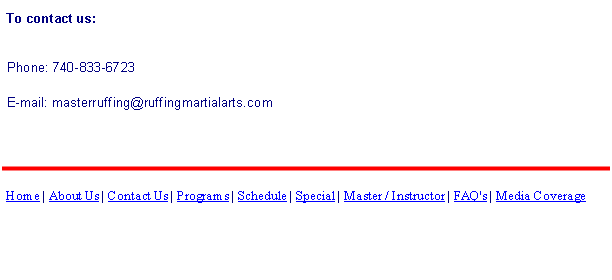 To contact us:
Phone: 740-833-6723
E-mail: masterruffing@ruffingmartialarts.com
Home | About Us | Contact Us | Programs | Schedule | Special | Master / Instructor | FAQ's | Media Coverage